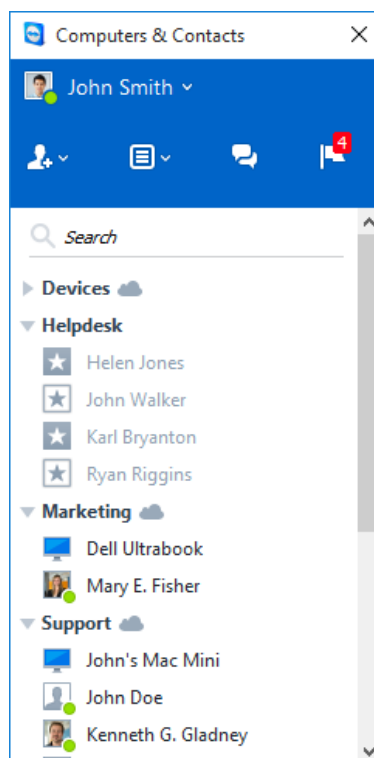 Computers & Contacts
John Smith
4
Search
Devices
Helpdesk
Helen Jones
John Walker
Karl Bryanton
Ryan Riggins
Marketing
Dell Ultrabook
Mary E. Fisher
Support
John's Mac Mini
John Doe
Kenneth G. Gladney